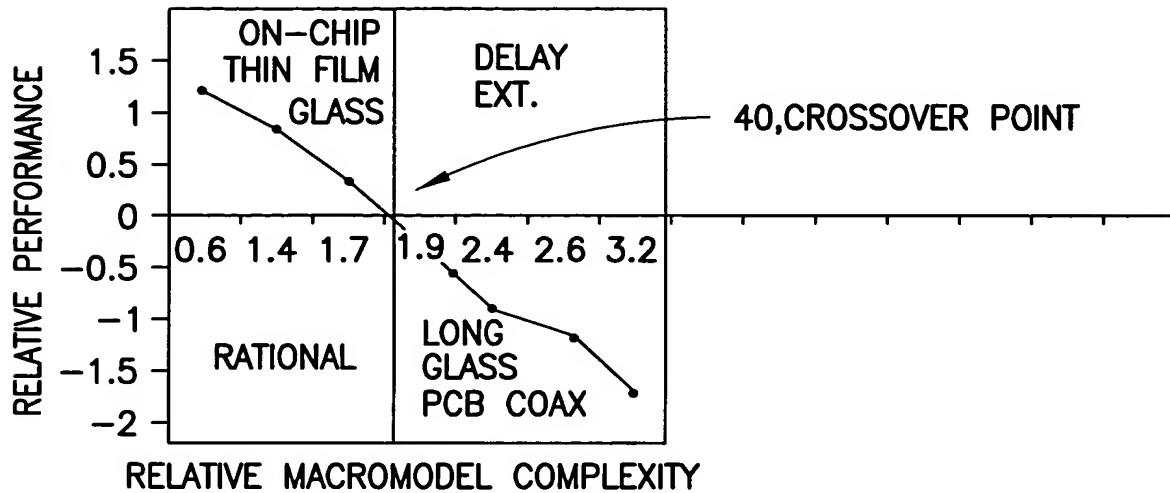 RELATIVE PERFORMANCE
1.5
1
0.5
0
-0.5
-1
-1.5
-2
ON-CHIP
THIN FILM
GLASS
DELAY
EXT.
40,CROSSOVER POINT
0.6 1.4 1.7 1.9 2.4 2.6 3.2
RATIONAL
LONG
GLASS
PCB COAX
RELATIVE MACROMODEL COMPLEXITY